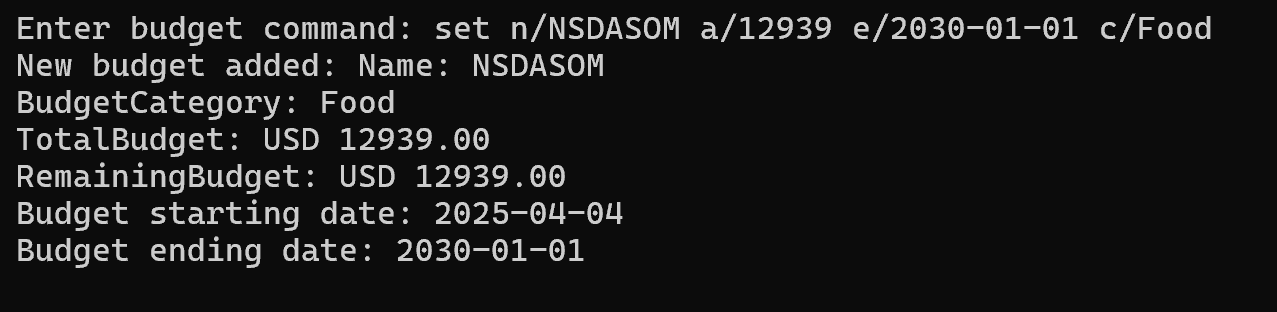 Enter budget command: set n/NSDASOM a/12939 e/2030-01-01 c/Food
New budget added: Name: NSDASOM
BudgetCategory: Food
TotalBudget: USD 12939.00
RemainingBudget: USD 12939.00
Budget starting date: 2025-04-04
Budget ending date: 2030-01-01